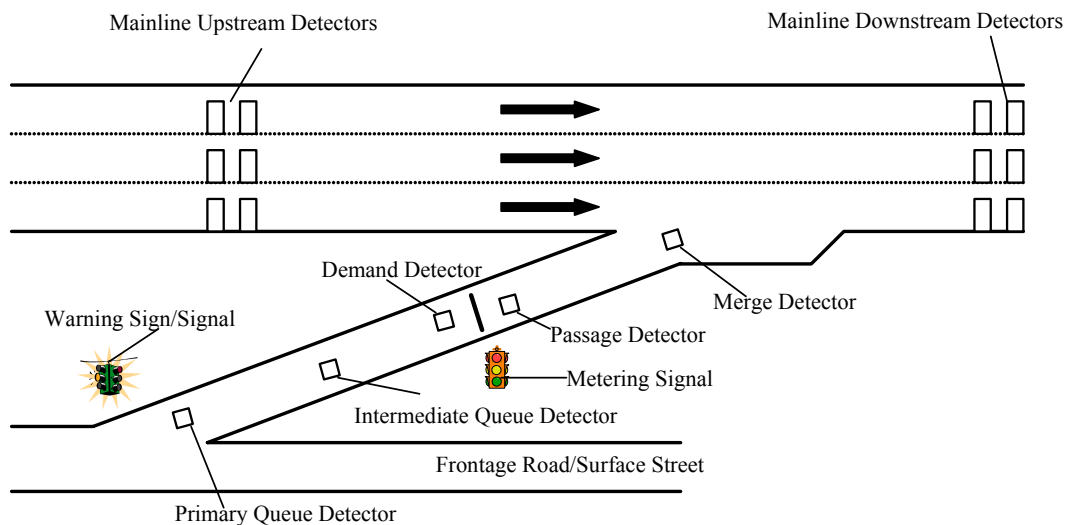 Mainline Upstream Detectors
Mainline Downstream Detectors
Demand Detector
Merge Detector
Warning Sign/Signal
Passage Detector
Metering Signal
Intermediate Queue Detector
Frontage Road/Surface Street
Primary Queue Detector